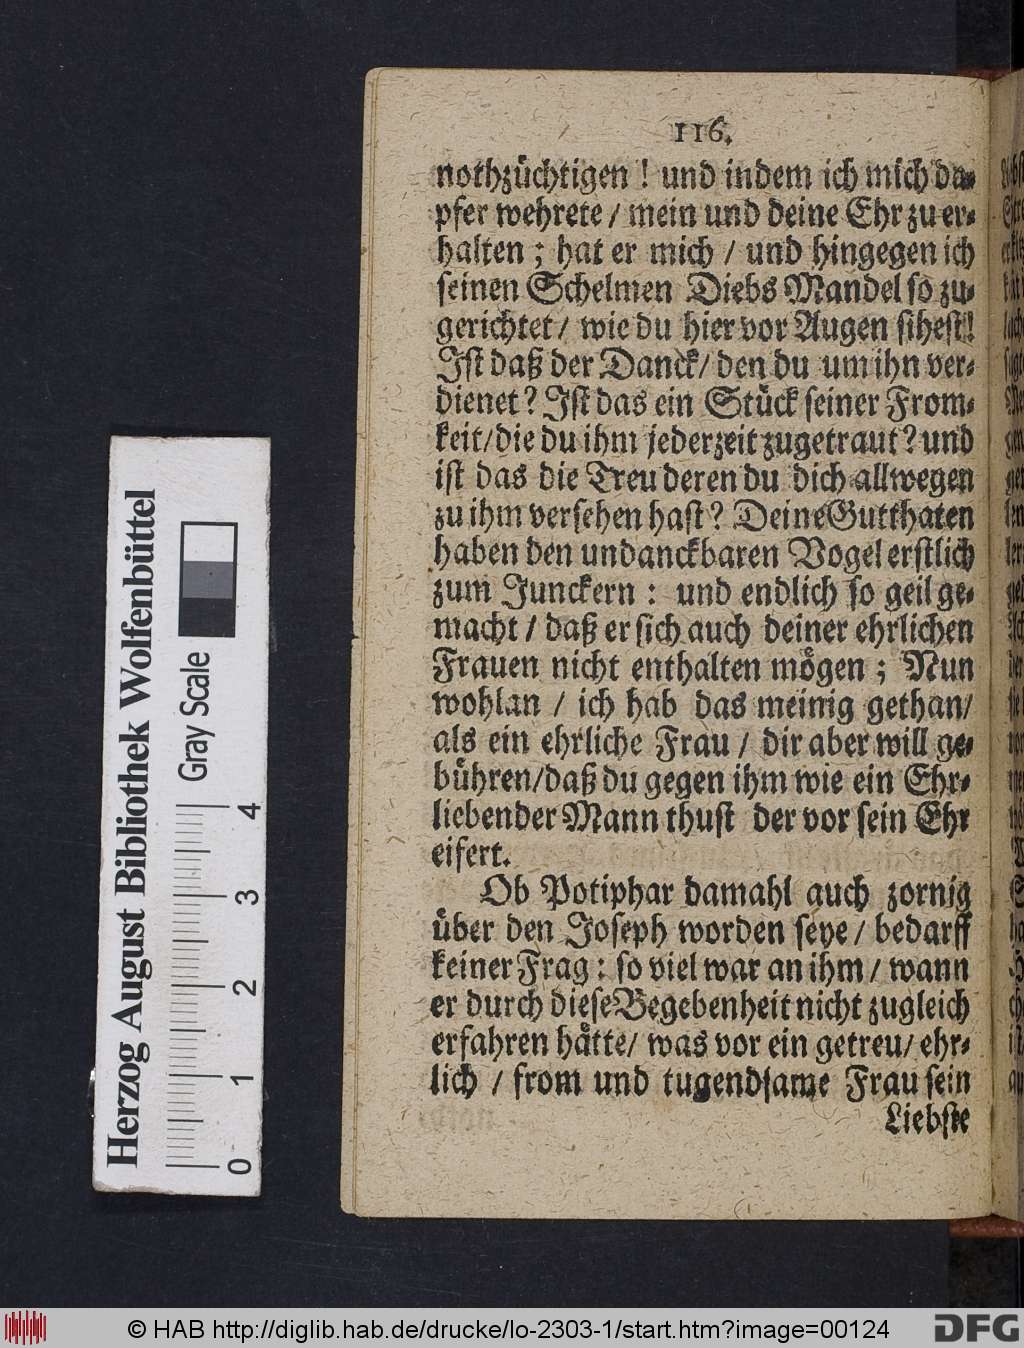 116.
nothzüchtigen ! und indem ich mich da-
pfer wehrete / mein und deine Ehr zu er-
halten ; hat er mich / und hingegen ich
seinen Schelmen Diebs Mandel so zu-
gerichtet / wie du hier vor Augen sihest!
Ist daß der Danck / den du um ihn ver-
dienet? Ist das ein Stück seiner From-
keit / die du ihm jederzeit zugetraut? und
ist das die Treu deren du dich allwegen
zu ihm versehen hast? Deine Gutthaten
haben den undanckbaren Vogel erstlich
zum Junckern : und endlich so geil ge-
macht / daß er sich auch deiner ehrlichen
Frauen nicht enthalten mögen ; Nun
wohlan / ich hab das meinig gethan /
als ein ehrliche Frau / dir aber will ge-
bühren / daß du gegen ihm wie ein Ehr-
liebender Mann thust der vor sein Ehr
eifert.
Ob Potiphar damahl auch zornig
über den Joseph worden seye / bedarff
keiner Frag : so viel war an ihm / wann
er durch diese Begebenheit nicht zugleich
erfahren hätte / was vor ein getreu / ehr-
lich / from und tugendsame Frau sein
Liebste
Herzog August Bibliothek Wolfenbüttel
Gray Scale
0 1 2 3 4
© HAB http://diglib.hab.de/drucke/lo-2303-1/start.htm?image=00124
DFG